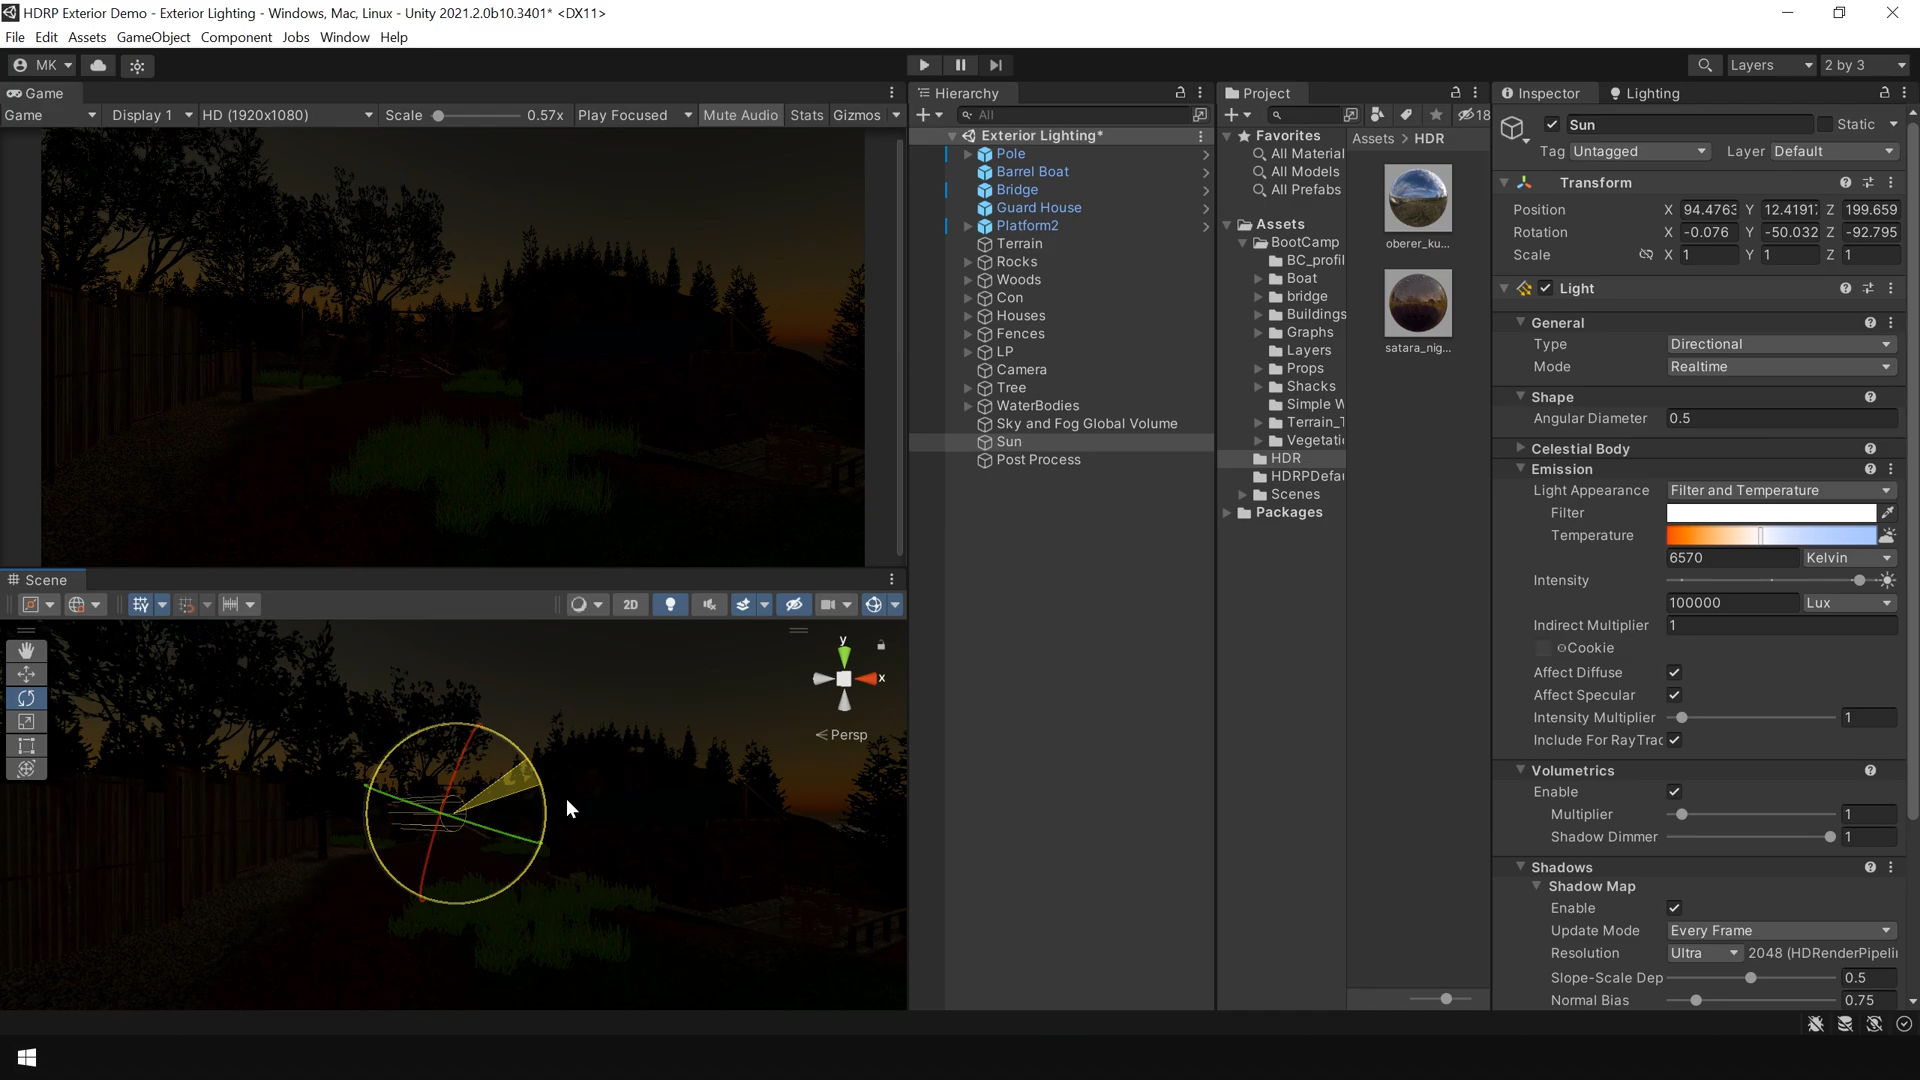 HDRP Exterior Demo - Exterior Lighting - Windows, Mac, Linux - Unity 2021.2.0b10.3401* <DX11>
File Edit Assets GameObject Component Jobs Window Help
MK Layers 2 by 3
Game
Game Display 1 HD (1920x1080) Scale 0.57x Play Focused Mute Audio Stats Gizmos
Scene
2D
y
x
Persp
Hierarchy
All
Exterior Lighting*
Pole
Barrel Boat
Bridge
Guard House
Platform2
Terrain
Rocks
Woods
Con
Houses
Fences
LP
Camera
Tree
WaterBodies
Sky and Fog Global Volume
Sun
Post Process
Project
18
Favorites
All Material
All Models
All Prefabs
Assets
BootCamp
BC_profil
Boat
bridge
Buildings
Graphs
Layers
Props
Shacks
Simple W
Terrain_T
Vegetati
HDR
HDRPDefau
Scenes
Packages
Assets > HDR
oberer_ku...
satara_nig...
Inspector Lighting
Sun Static
Tag Untagged Layer Default
Transform
Position X 94.4763 Y 12.4191 Z 199.659
Rotation X -0.076 Y -50.032 Z -92.795
Scale X 1 Y 1 Z 1
Light
General
Type Directional
Mode Realtime
Shape
Angular Diameter 0.5
Celestial Body
Emission
Light Appearance Filter and Temperature
Filter
Temperature
6570 Kelvin
Intensity
100000 Lux
Indirect Multiplier 1
Cookie
Affect Diffuse
Affect Specular
Intensity Multiplier 1
Include For RayTrac
Volumetrics
Enable
Multiplier 1
Shadow Dimmer 1
Shadows
Shadow Map
Enable
Update Mode Every Frame
Resolution Ultra 2048 (HDRenderPipeli
Slope-Scale Dep 0.5
Normal Bias 0.75